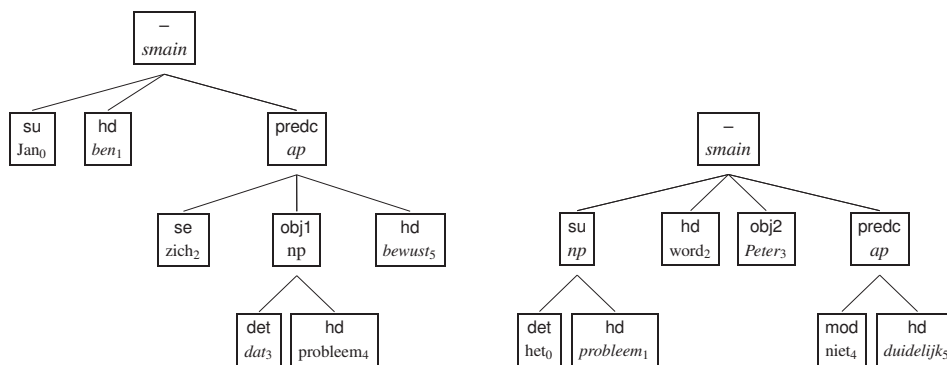 –
smain
su
Jan₀
hd
ben₁
predc
ap
se
zich₂
obj1
np
hd
bewust₅
det
dat₃
hd
probleem₄
–
smain
su
np
hd
word₂
obj2
Peter₃
predc
ap
det
het₀
hd
probleem₁
mod
niet₄
hd
duidelijk₅